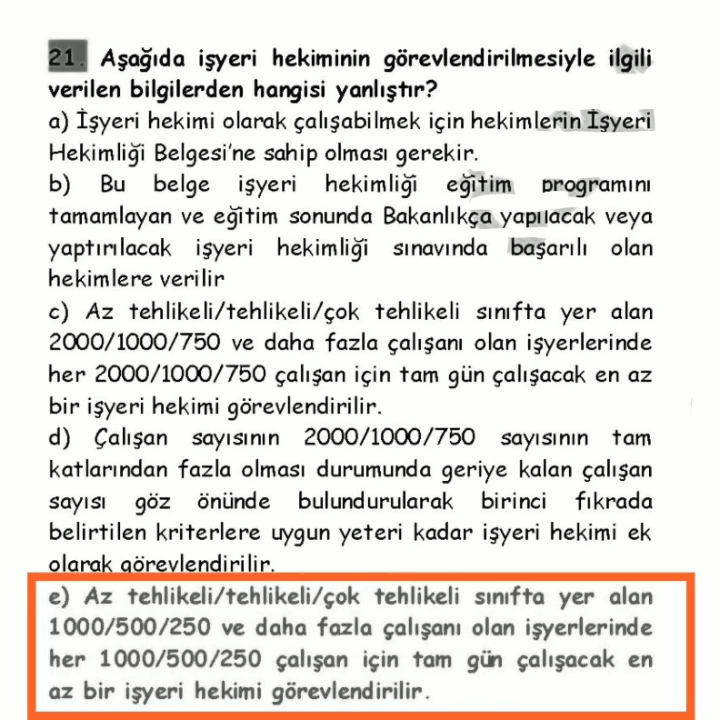 21. Aşağıda işyeri hekiminin görevlendirilmesiyle ilgili
verilen bilgilerden hangisi yanlıştır?
a) İşyeri hekimi olarak çalışabilmek için hekimlerin İşyeri
Hekimliği Belgesi'ne sahip olması gerekir.
b) Bu belge işyeri hekimliği eğitim programını
tamamlayan ve eğitim sonunda Bakanlıkça yapılacak veya
yaptırılacak işyeri hekimliği sınavında başarılı olan
hekimlere verilir
c) Az tehlikeli/tehlikeli/çok tehlikeli sınıfta yer alan
2000/1000/750 ve daha fazla çalışanı olan işyerlerinde
her 2000/1000/750 çalışan için tam gün çalışacak en az
bir işyeri hekimi görevlendirilir.
d) Çalışan sayısının 2000/1000/750 sayısının tam
katlarından fazla olması durumunda geriye kalan çalışan
sayısı göz önünde bulundurularak birinci fıkrada
belirtilen kriterlere uygun yeteri kadar işyeri hekimi ek
olarak görevlendirilir.
e) Az tehlikeli/tehlikeli/çok tehlikeli sınıfta yer alan
1000/500/250 ve daha fazla çalışanı olan işyerlerinde
her 1000/500/250 çalışan için tam gün çalışacak en
az bir işyeri hekimi görevlendirilir.